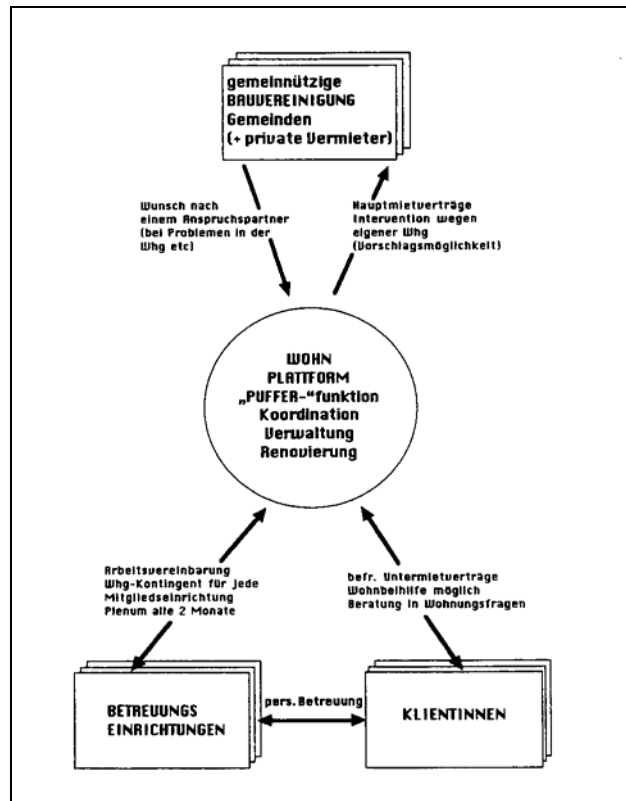 gemeinnützige
BAUVEREINIGUNG
Gemeinden
(+ private Vermieter)
Wunsch nach
einem Anspruchspartner
(bei Problemen in der
Whg etc)
Hauptmietverträge
Intervention wegen
eigener Whg
(Vorschlagsmöglichkeit)
WOHN
PLATTFORM
„PUFFER-“funktion
Koordination
Verwaltung
Renovierung
Arbeitsvereinbarung
Whg-Kontingent für jede
Mitgliedseinrichtung
Plenum alle 2 Monate
befr. Untermietverträge
Wohnbeihilfe möglich
Beratung in Wohnungsfragen
BETREUUNGS
EINRICHTUNGEN
pers. Betreuung
KLIENTINNEN